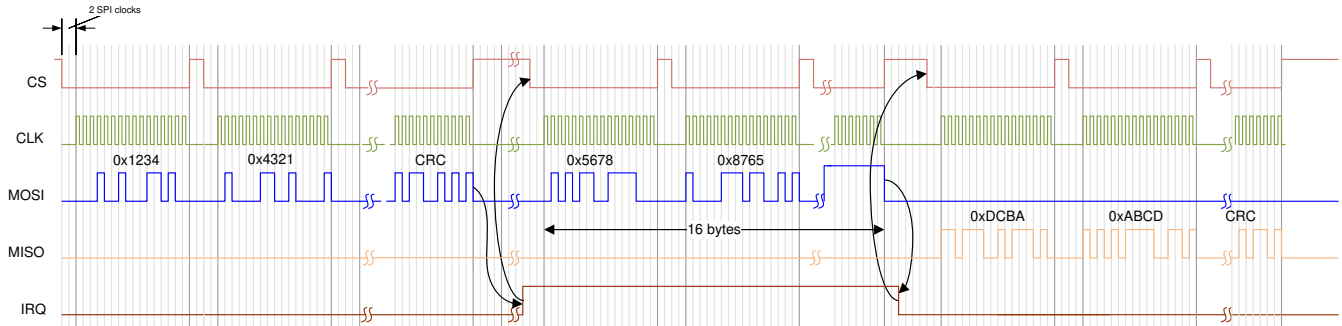 2 SPI clocks
CS
CLK
0x1234 0x4321 CRC 0x5678 0x8765
MOSI
16 bytes
0xDCBA 0xABCD CRC
MISO
IRQ